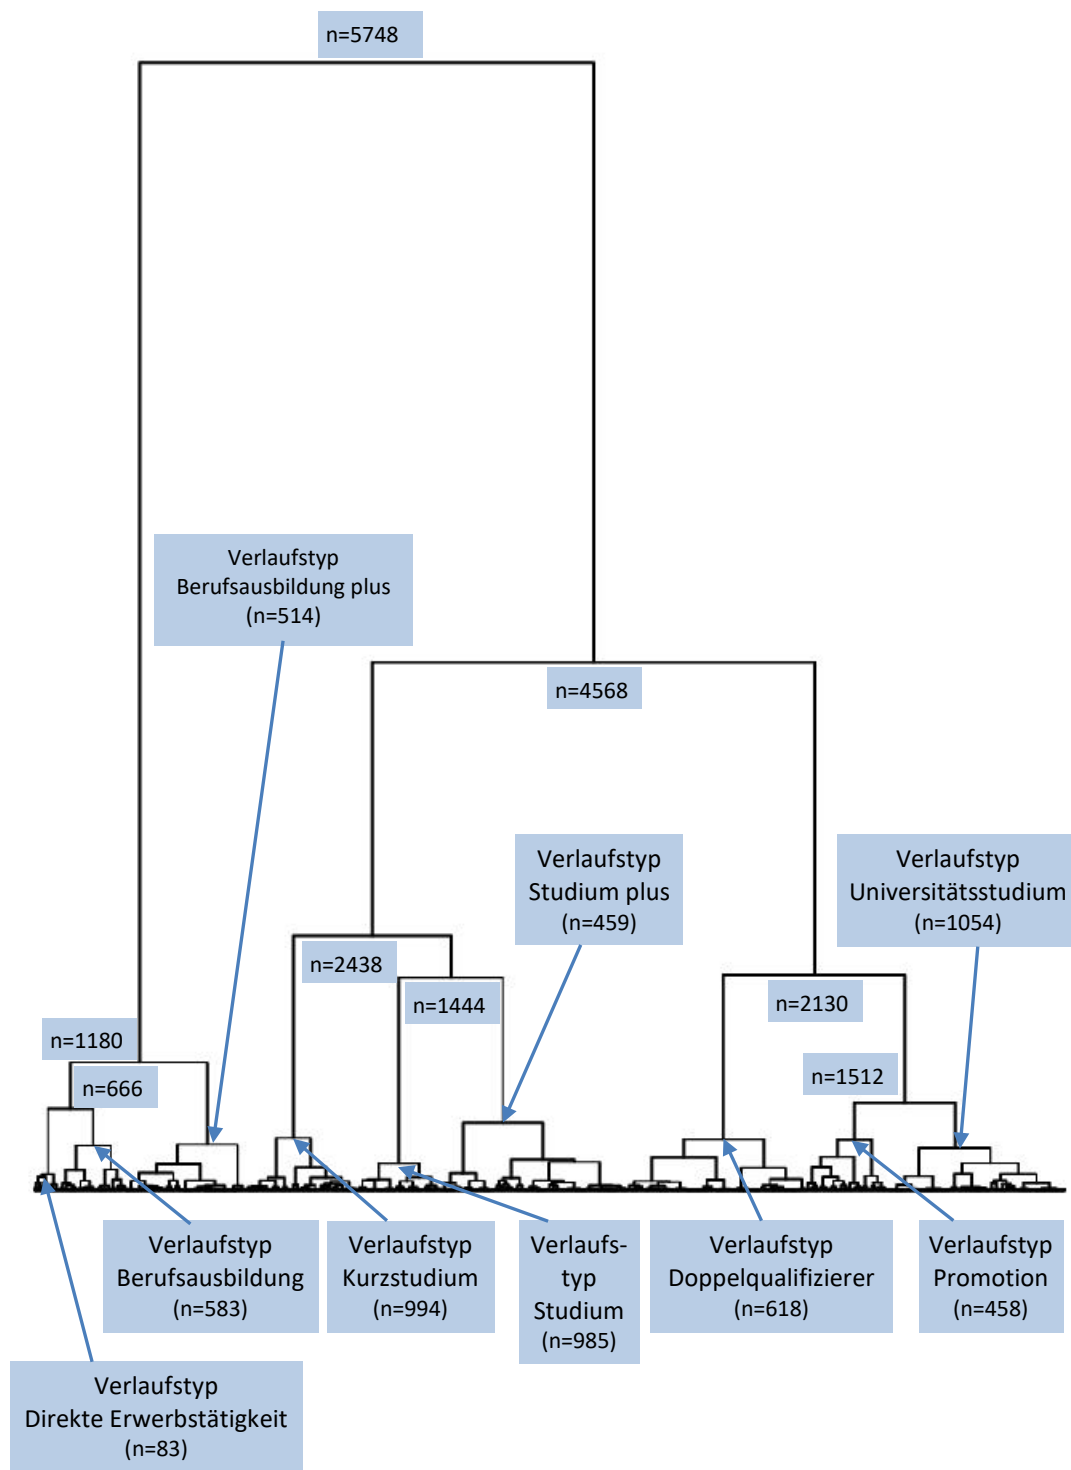 n=5748
Verlaufstyp
Berufsausbildung plus
(n=514)
n=4568
Verlaufstyp
Studium plus
(n=459)
Verlaufstyp
Universitätsstudium
(n=1054)
n=2438
n=1444
n=2130
n=1180
n=666
n=1512
Verlaufstyp
Berufsausbildung
(n=583)
Verlaufstyp
Kurzstudium
(n=994)
Verlaufs-
typ
Studium
(n=985)
Verlaufstyp
Doppelqualifizierer
(n=618)
Verlaufstyp
Promotion
(n=458)
Verlaufstyp
Direkte Erwerbstätigkeit
(n=83)